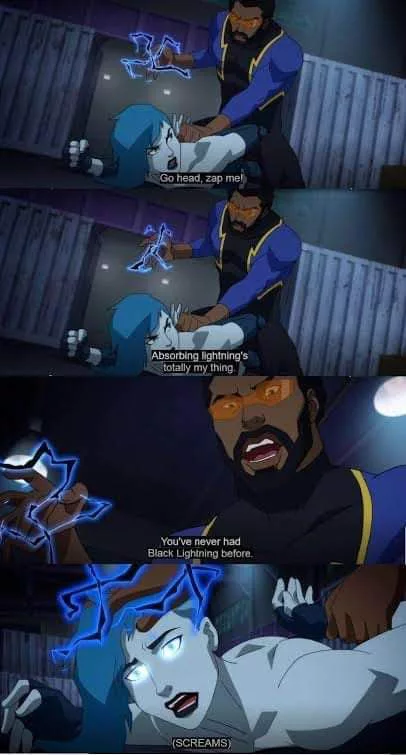 Go head, zap me!
Absorbing lightning's
totally my thing.
You've never had
Black Lightning before.
(SCREAMS)